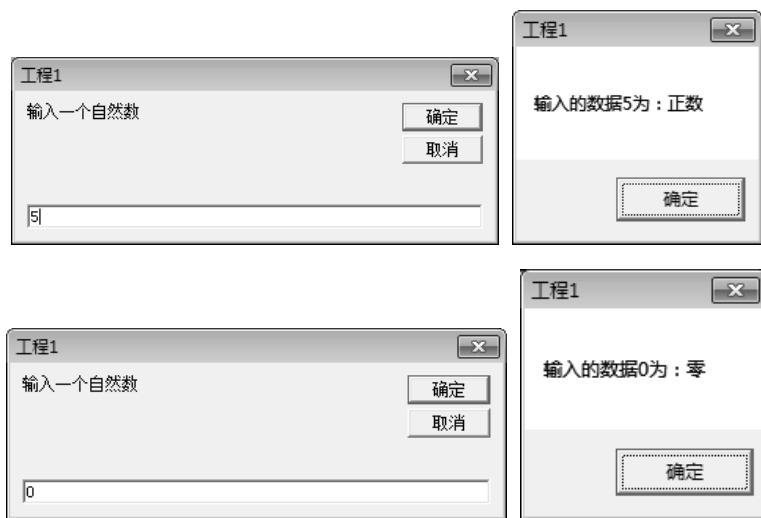 工程1
输入一个自然数
确定
取消
5
工程1
输入的数据5为：正数
确定
工程1
输入一个自然数
确定
取消
0
工程1
输入的数据0为：零
确定